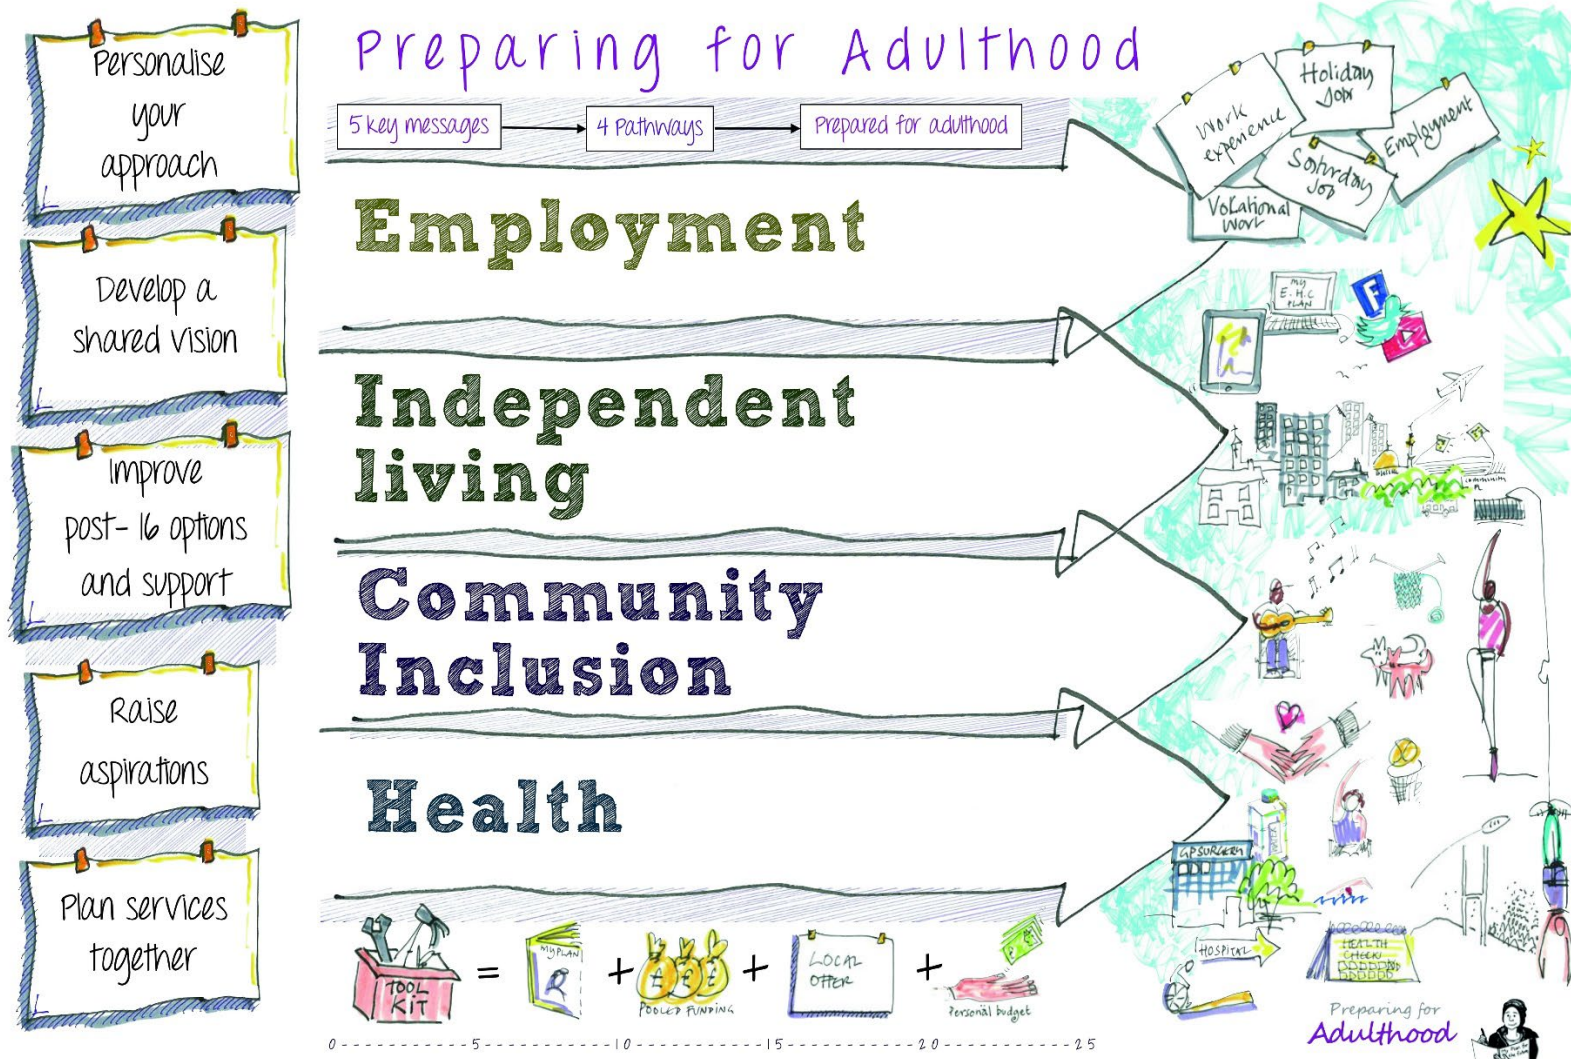 Preparing for Adulthood
5 key messages
4 Pathways
Prepared for adulthood
Personalise
your
approach
Develop a
shared vision
Improve
post-16 options
and support
Raise
aspirations
Plan services
together
Employment
Independent
living
Community
Inclusion
Health
Work
experience
Holiday
Job
Employment
Saturday
Job
Vocational
Work
MY
E.H.C
PLAN
F
MILK
GP SURGERY
HOSPITAL
HEALTH
CHECK
TOOL
KIT
=
MY PLAN
+
£ £ £
POOLED FUNDING
+
LOCAL
OFFER
+
Personal budget
0 5 10 15 20 25
Preparing for
Adulthood